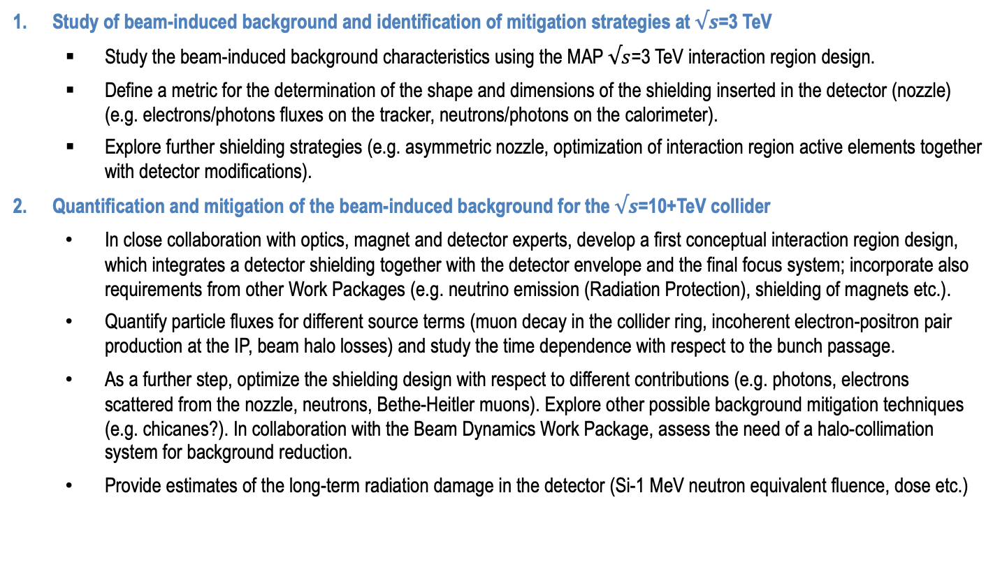 1. Study of beam-induced background and identification of mitigation strategies at √s=3 TeV
▪ Study the beam-induced background characteristics using the MAP √s=3 TeV interaction region design.
▪ Define a metric for the determination of the shape and dimensions of the shielding inserted in the detector (nozzle)
(e.g. electrons/photons fluxes on the tracker, neutrons/photons on the calorimeter).
▪ Explore further shielding strategies (e.g. asymmetric nozzle, optimization of interaction region active elements together
with detector modifications).
2. Quantification and mitigation of the beam-induced background for the √s=10+TeV collider
• In close collaboration with optics, magnet and detector experts, develop a first conceptual interaction region design,
which integrates a detector shielding together with the detector envelope and the final focus system; incorporate also
requirements from other Work Packages (e.g. neutrino emission (Radiation Protection), shielding of magnets etc.).
• Quantify particle fluxes for different source terms (muon decay in the collider ring, incoherent electron-positron pair
production at the IP, beam halo losses) and study the time dependence with respect to the bunch passage.
• As a further step, optimize the shielding design with respect to different contributions (e.g. photons, electrons
scattered from the nozzle, neutrons, Bethe-Heitler muons). Explore other possible background mitigation techniques
(e.g. chicanes?). In collaboration with the Beam Dynamics Work Package, assess the need of a halo-collimation
system for background reduction.
• Provide estimates of the long-term radiation damage in the detector (Si-1 MeV neutron equivalent fluence, dose etc.)